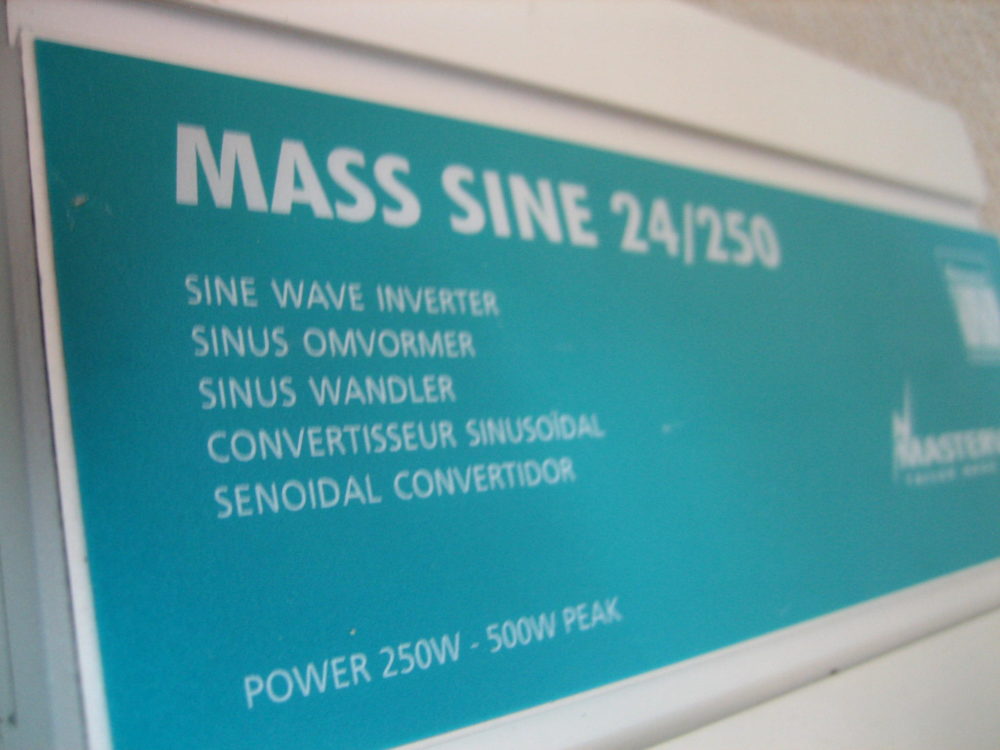 MASS SINE 24/250
SINE WAVE INVERTER
SINUS OMVORMER
SINUS WANDLER
CONVERTISSEUR SINUSOÏDAL
SENOIDAL CONVERTIDOR
POWER 250W - 500W PEAK